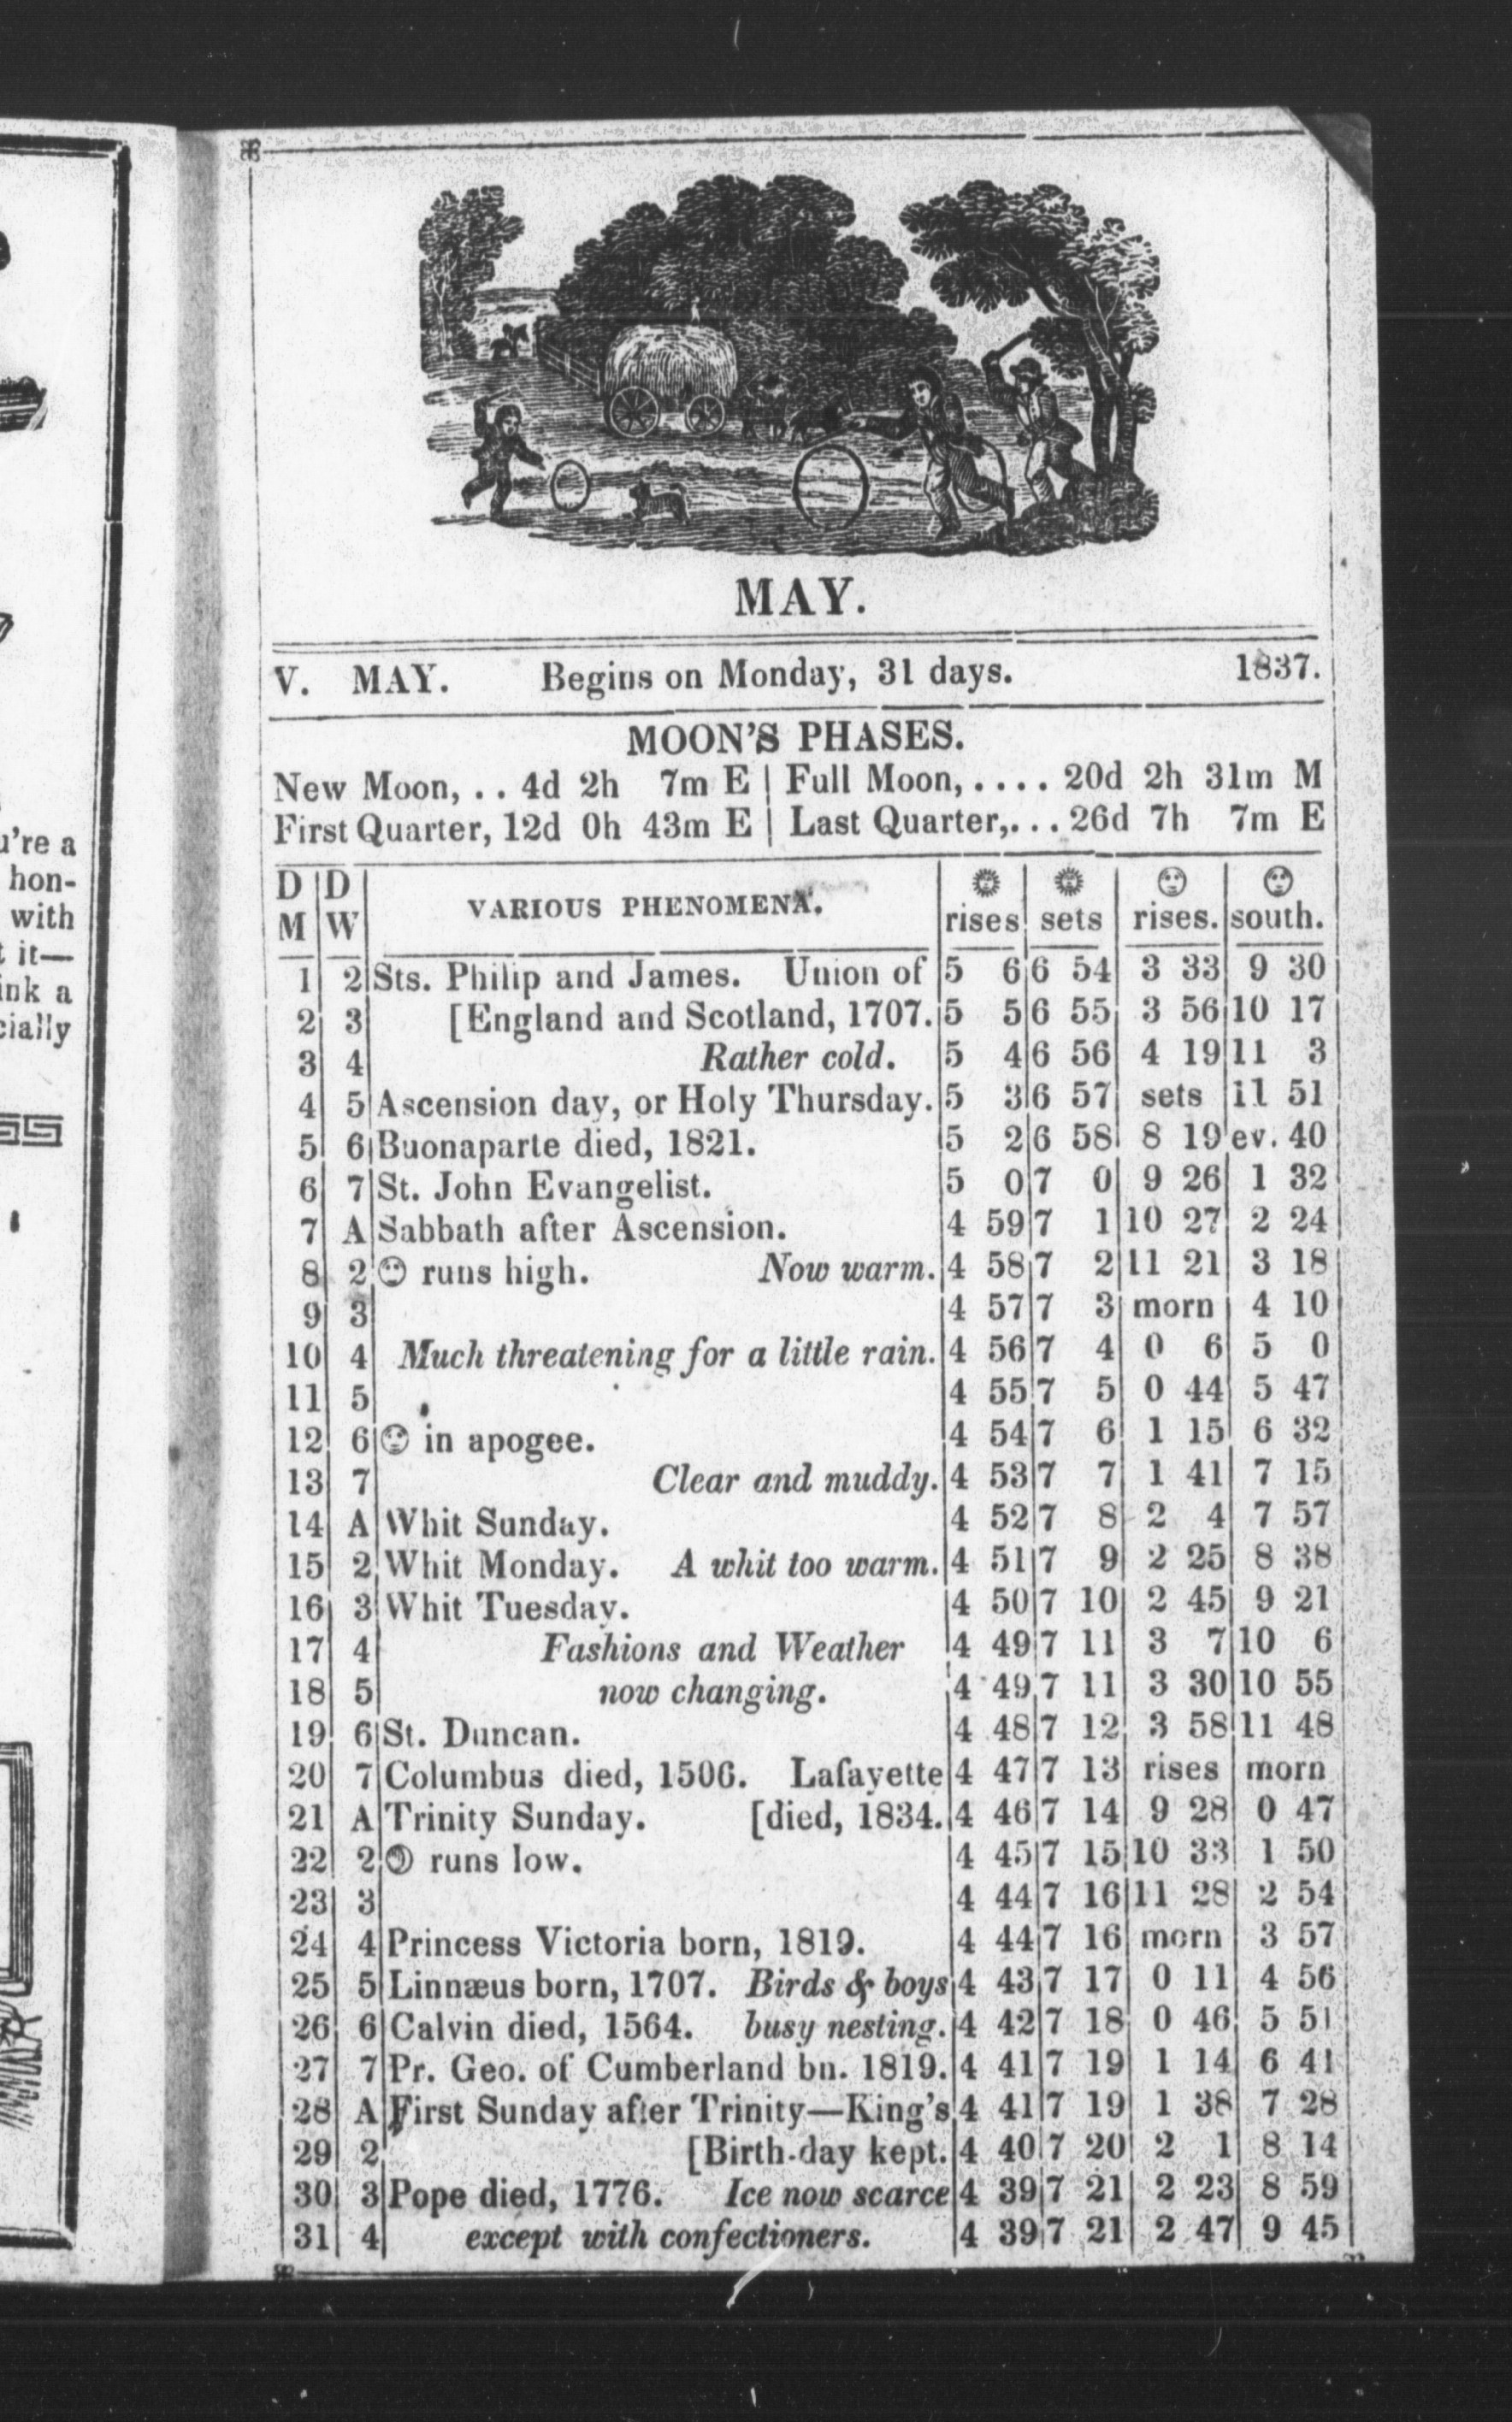 u're a
hon-
with
t it—
ink a
cially
MAY.
V. MAY. Begins on Monday, 31 days. 1837.
MOON'S PHASES.
New Moon, . . 4d 2h 7m E | Full Moon, . . . . 20d 2h 31m M
First Quarter, 12d 0h 43m E | Last Quarter, . . . 26d 7h 7m E
D D VARIOUS PHENOMENA. rises sets rises. south.
M W
1 2 Sts. Philip and James. Union of 5 6 6 54 3 33 9 30
2 3 [England and Scotland, 1707. 5 5 6 55 3 56 10 17
3 4 Rather cold. 5 4 6 56 4 19 11 3
4 5 Ascension day, or Holy Thursday. 5 3 6 57 sets 11 51
5 6 Buonaparte died, 1821. 5 2 6 58 8 19 ev. 40
6 7 St. John Evangelist. 5 0 7 0 9 26 1 32
7 A Sabbath after Ascension. 4 59 7 1 10 27 2 24
8 2 runs high. Now warm. 4 58 7 2 11 21 3 18
9 3 4 57 7 3 morn 4 10
10 4 Much threatening for a little rain. 4 56 7 4 0 6 5 0
11 5 4 55 7 5 0 44 5 47
12 6 in apogee. 4 54 7 6 1 15 6 32
13 7 Clear and muddy. 4 53 7 7 1 41 7 15
14 A Whit Sunday. 4 52 7 8 2 4 7 57
15 2 Whit Monday. A whit too warm. 4 51 7 9 2 25 8 38
16 3 Whit Tuesday. 4 50 7 10 2 45 9 21
17 4 Fashions and Weather 4 49 7 11 3 7 10 6
18 5 now changing. 4 49 7 11 3 30 10 55
19 6 St. Duncan. 4 48 7 12 3 58 11 48
20 7 Columbus died, 1506. Lafayette 4 47 7 13 rises morn
21 A Trinity Sunday. [died, 1834. 4 46 7 14 9 28 0 47
22 2 runs low. 4 45 7 15 10 33 1 50
23 3 4 44 7 16 11 28 2 54
24 4 Princess Victoria born, 1819. 4 44 7 16 morn 3 57
25 5 Linnæus born, 1707. Birds & boys 4 43 7 17 0 11 4 56
26 6 Calvin died, 1564. busy nesting. 4 42 7 18 0 46 5 51
27 7 Pr. Geo. of Cumberland bn. 1819. 4 41 7 19 1 14 6 41
28 A First Sunday after Trinity—King's 4 41 7 19 1 38 7 28
29 2 [Birth-day kept. 4 40 7 20 2 1 8 14
30 3 Pope died, 1776. Ice now scarce 4 39 7 21 2 23 8 59
31 4 except with confectioners. 4 39 7 21 2 47 9 45